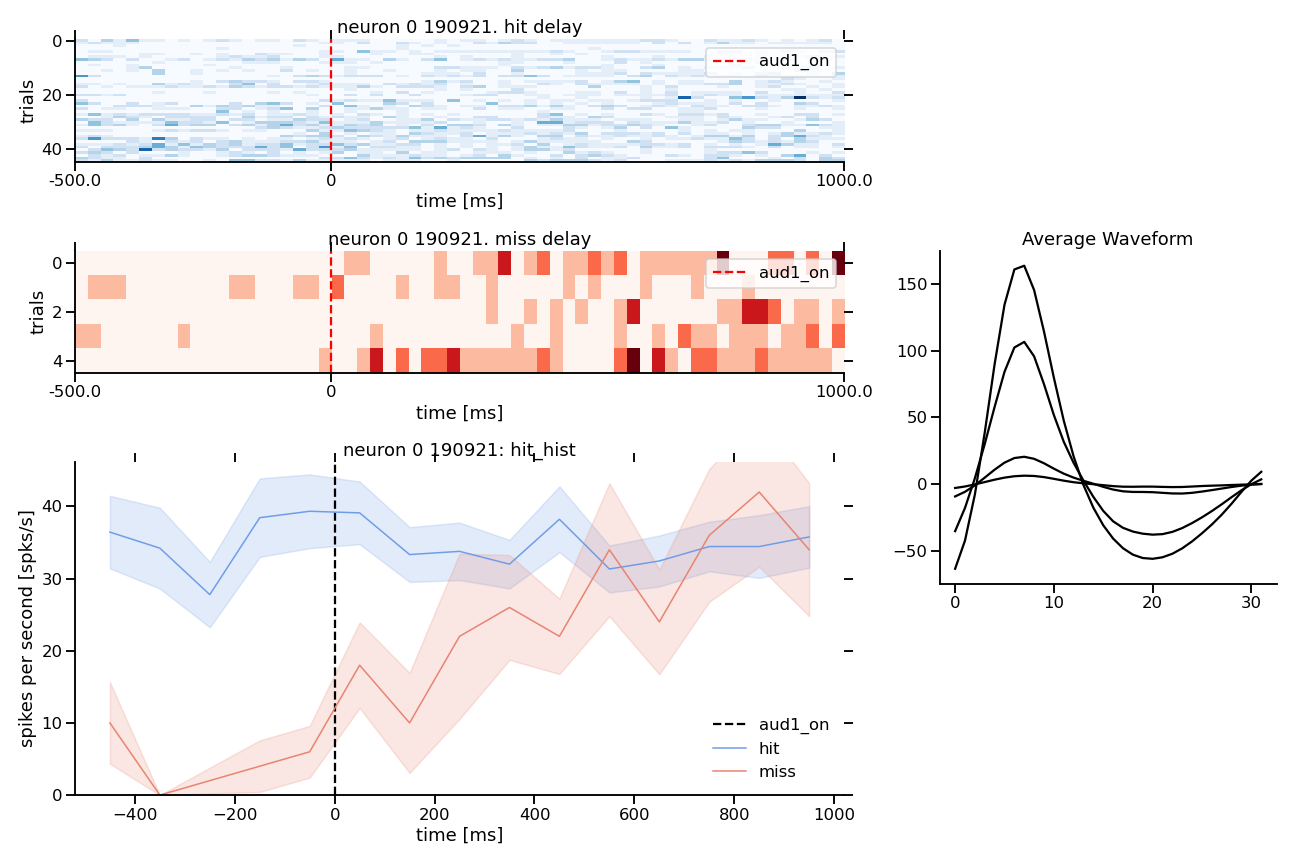 neuron 0 190921. hit delay
0
20
40
trials
aud1_on
-500.0
0
1000.0
time [ms]
neuron 0 190921. miss delay
0
2
4
trials
aud1_on
-500.0
0
1000.0
time [ms]
neuron 0 190921: hit_hist
40
30
20
10
0
spikes per second [spks/s]
aud1_on
hit
miss
−400
−200
0
200
400
600
800
1000
time [ms]
Average Waveform
150
100
50
0
−50
0
10
20
30